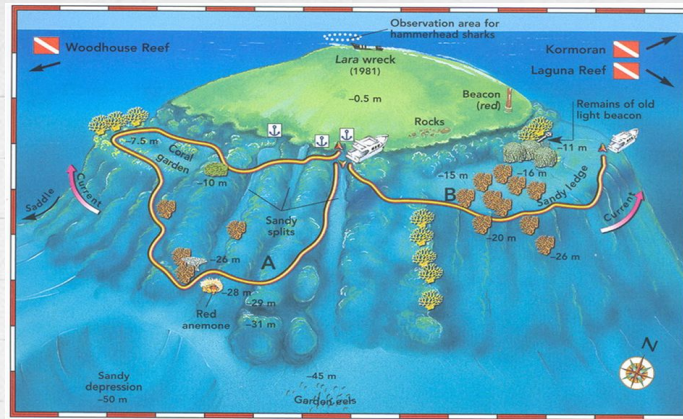 Observation area for
hammerhead sharks
Woodhouse Reef
Kormoran
Lara wreck
(1981)
Laguna Reef
Beacon
(red)
–0.5 m
Remains of old
light beacon
Rocks
–7.5 m
Coral
garden
–11 m
–10 m
–15 m
–16 m
Saddle
Current
B
Sandy ledge
Sandy
splits
Current
–20 m
–26 m
A
–26 m
–28 m
–29 m
Red
anemone
–31 m
N
Sandy
depression
–50 m
–45 m
Garden eels